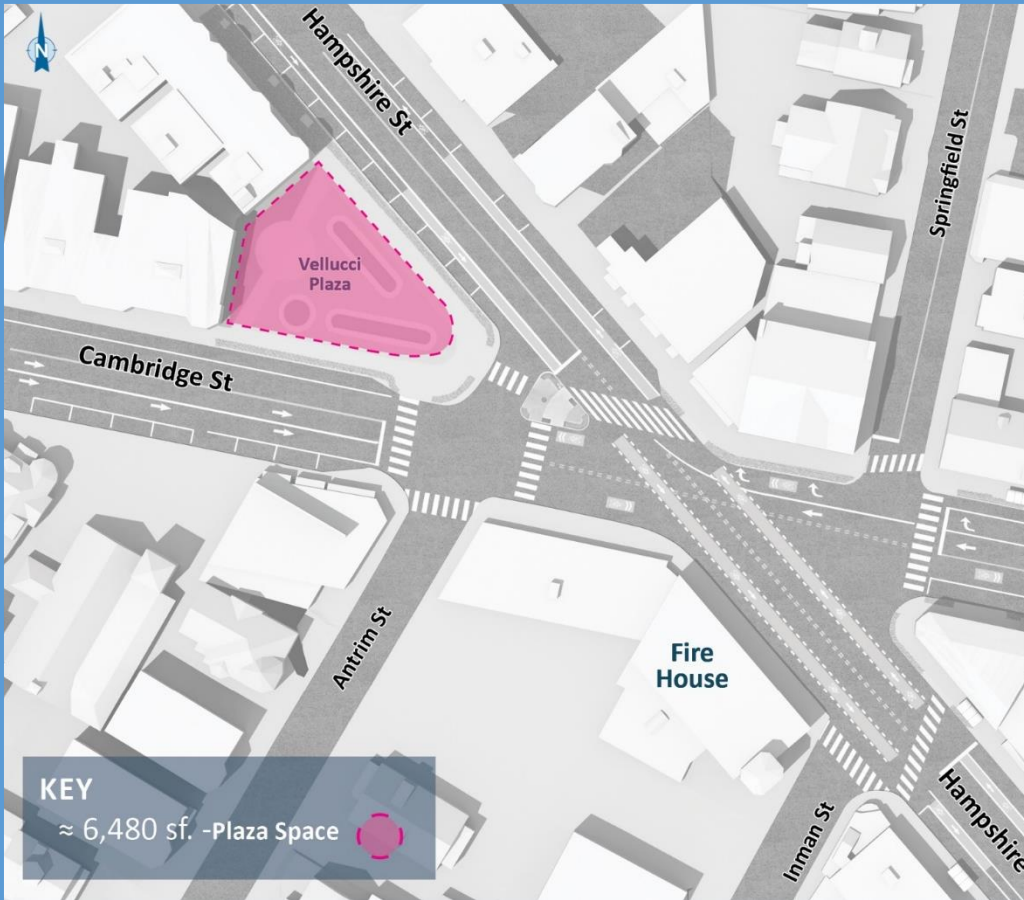 N
Hampshire St
Springfield St
Vellucci
Plaza
Cambridge St
Antrim St
Fire
House
KEY
≈ 6,480 sf. -Plaza Space
Inman St
Hampshire